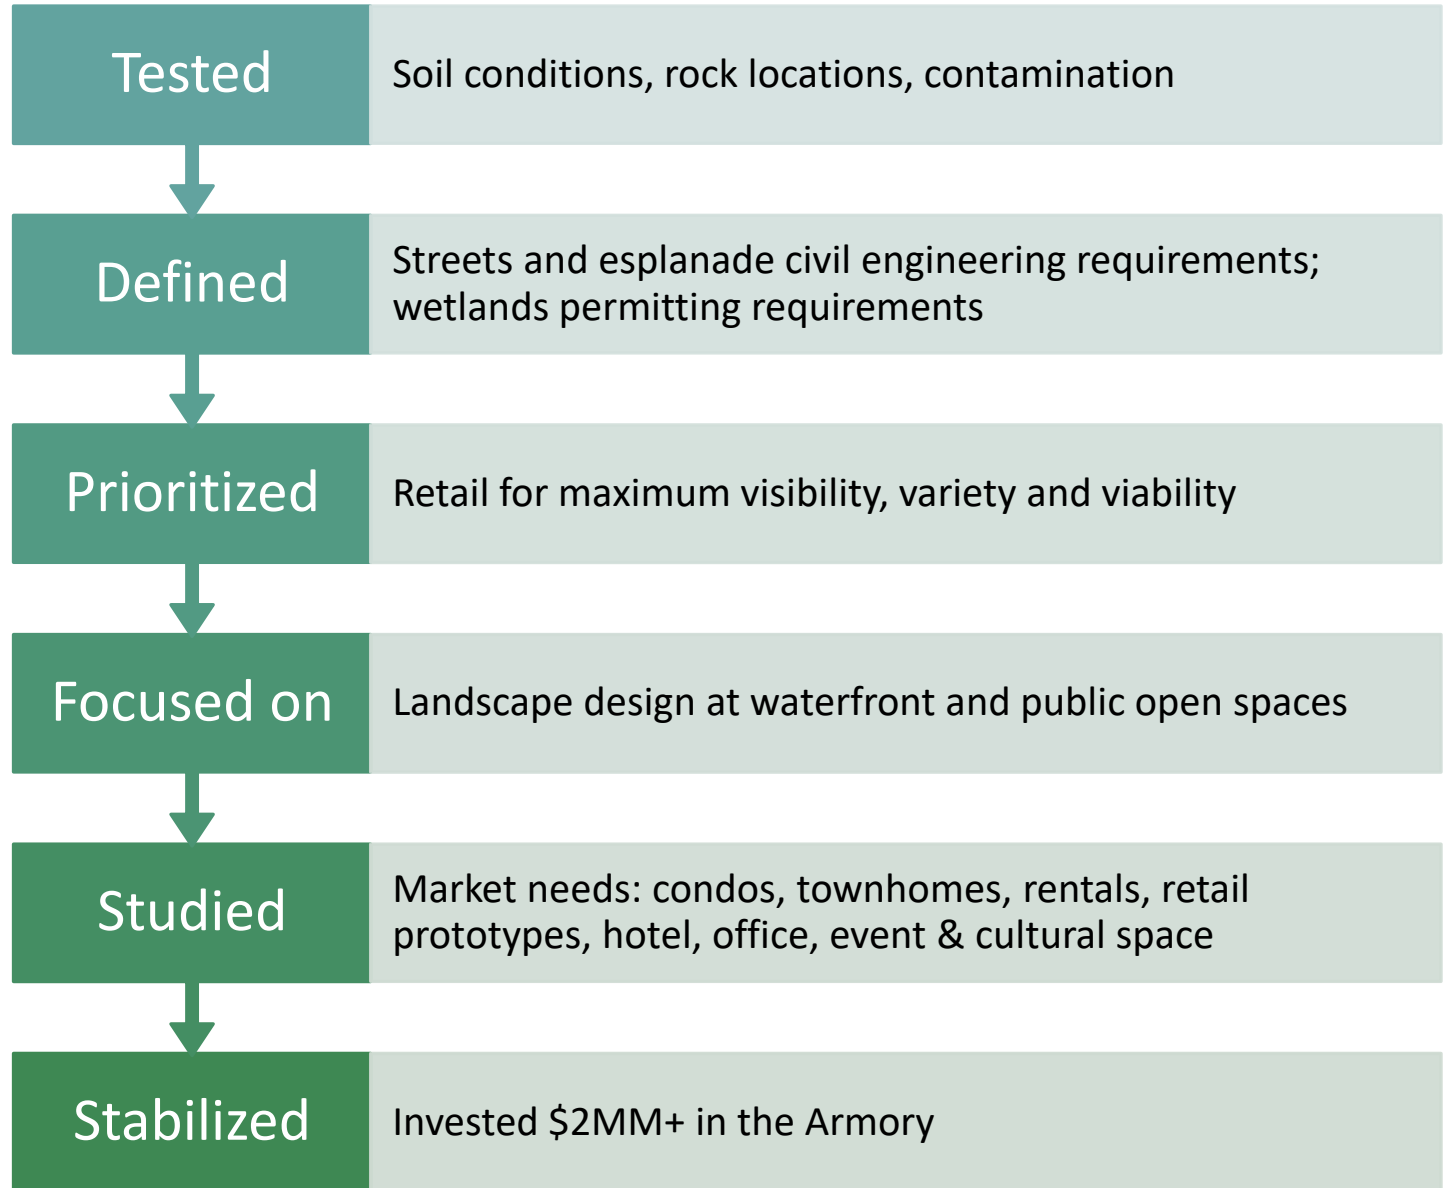 Tested
Soil conditions, rock locations, contamination
Defined
Streets and esplanade civil engineering requirements;
wetlands permitting requirements
Prioritized
Retail for maximum visibility, variety and viability
Focused on
Landscape design at waterfront and public open spaces
Studied
Market needs: condos, townhomes, rentals, retail
prototypes, hotel, office, event & cultural space
Stabilized
Invested $2MM+ in the Armory